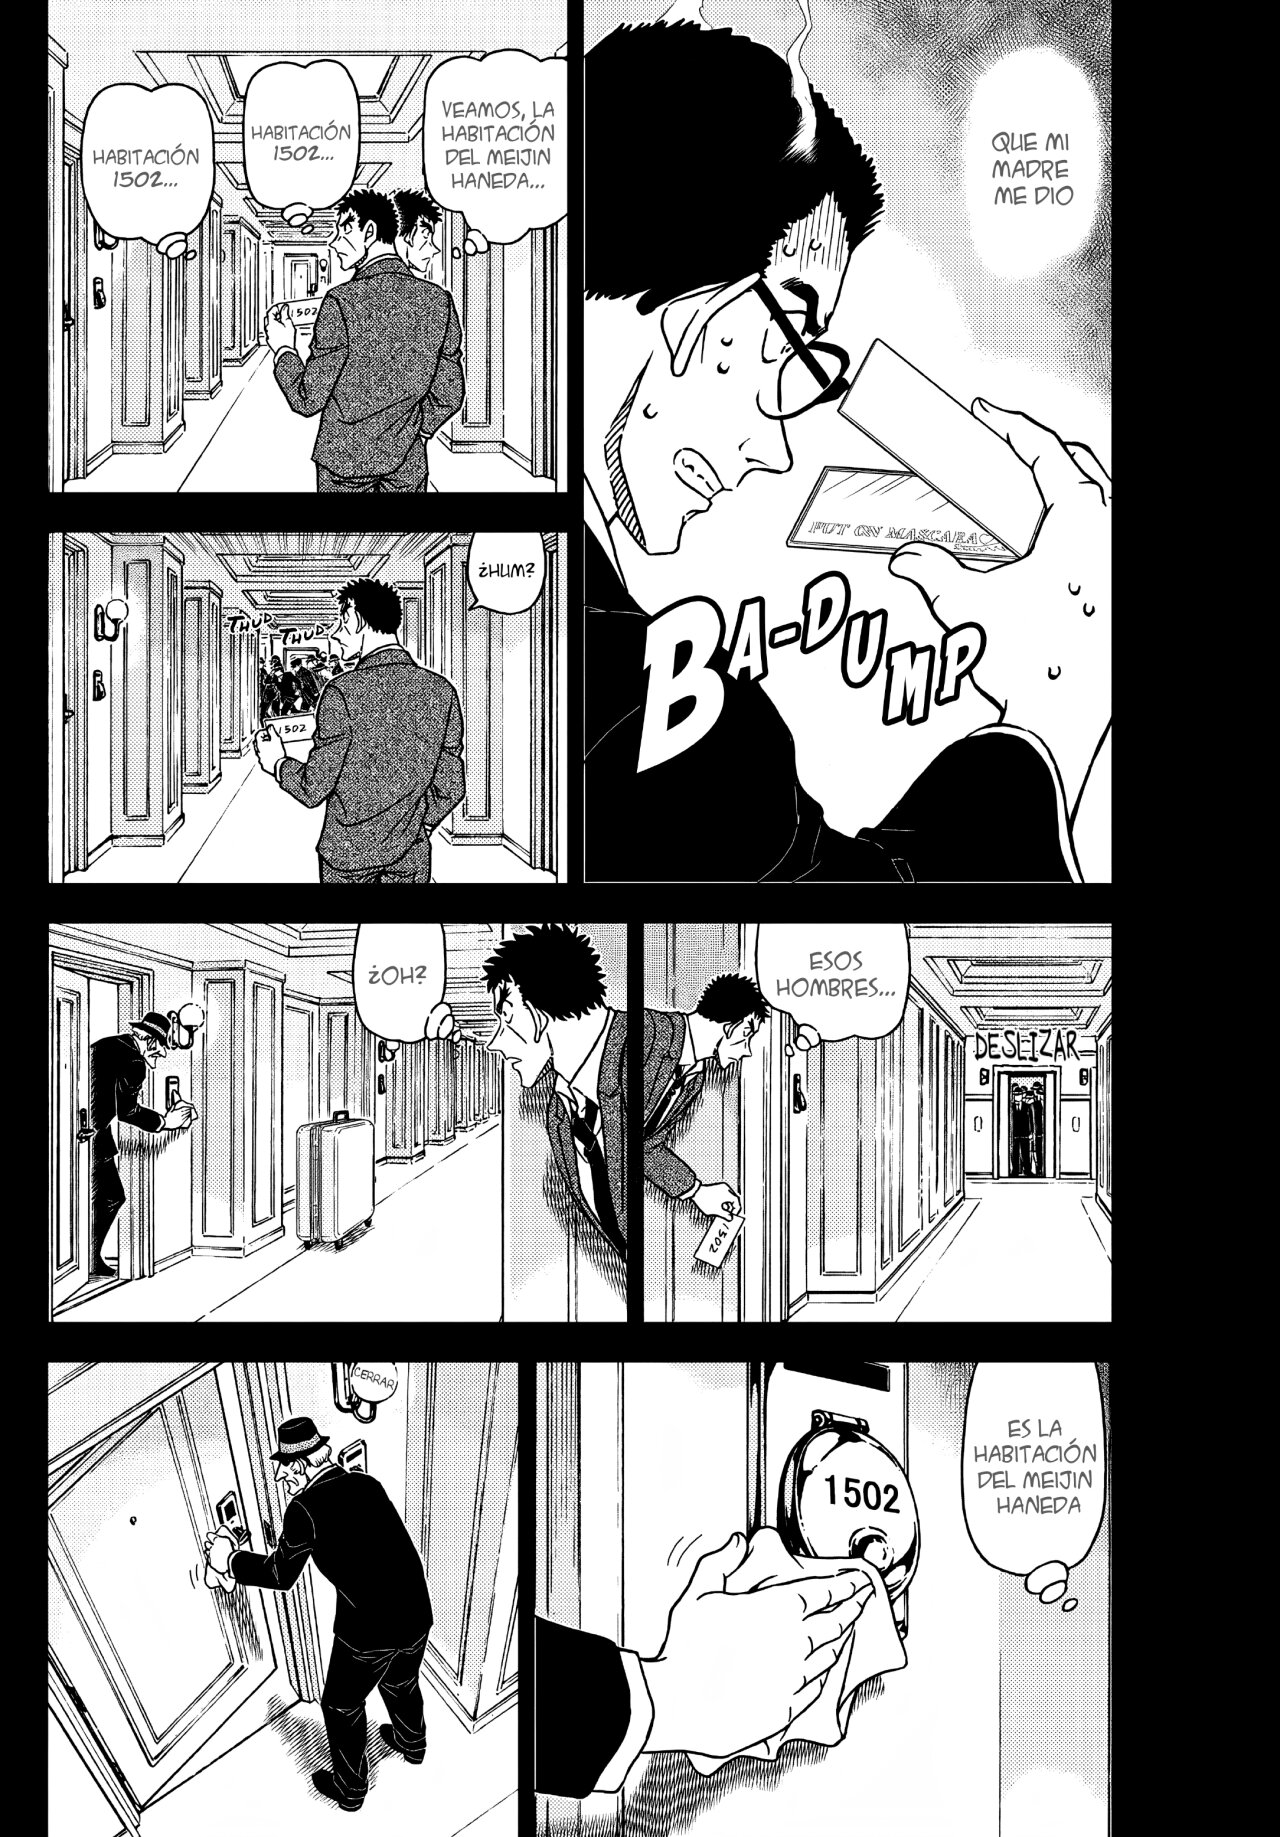 QUE MI
MADRE
ME DIO
PUT ON MASCARA
BA-DUMP
VEAMOS, LA
HABITACIÓN
DEL MEIJIN
HANEDA...
HABITACIÓN
1502...
HABITACIÓN
1502...
1502
¿HUM?
THUD
THUD
1502
ESOS
HOMBRES...
DESLIZAR
1502
¿OH?
ES LA
HABITACIÓN
DEL MEIJIN
HANEDA
1502
CERRAR